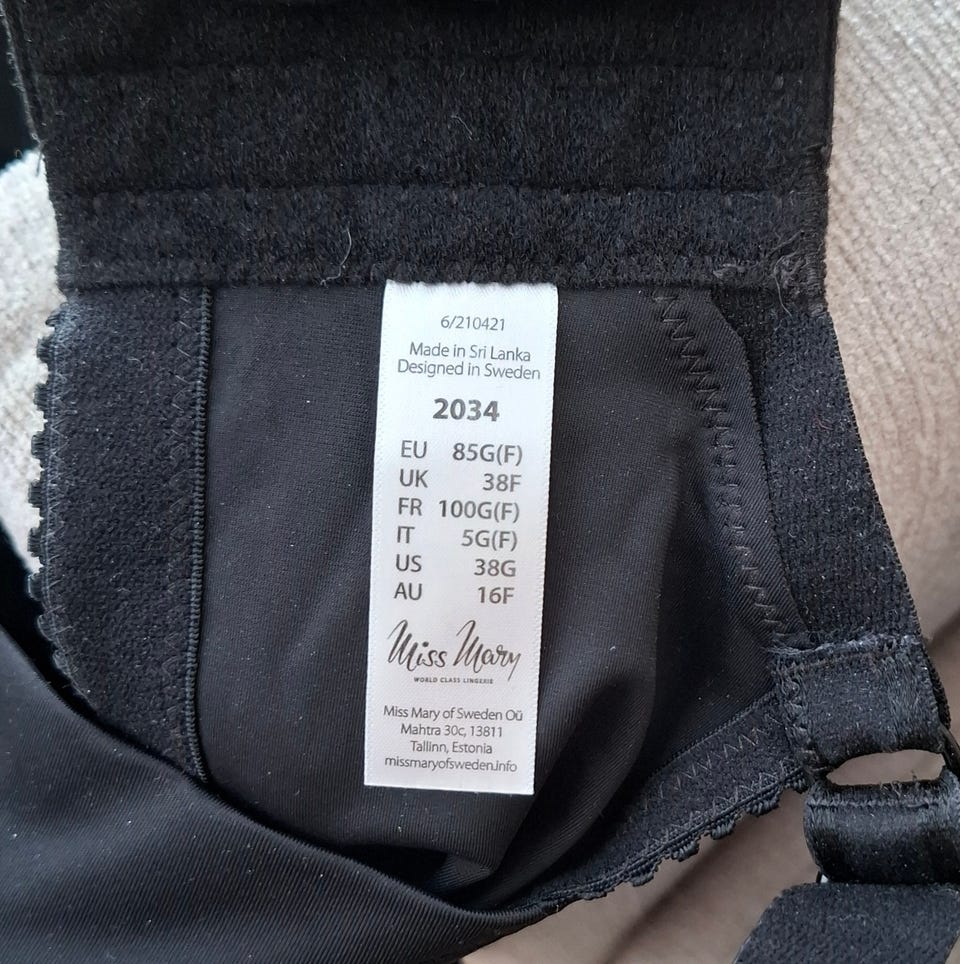 6/210421
Made in Sri Lanka
Designed in Sweden
2034
EU 85G(F)
UK 38F
FR 100G(F)
IT 5G(F)
US 38G
AU 16F
Miss Mary
WORLD CLASS LINGERIE
Miss Mary of Sweden OÜ
Mahtra 30c, 13811
Tallinn, Estonia
missmaryofsweden.info